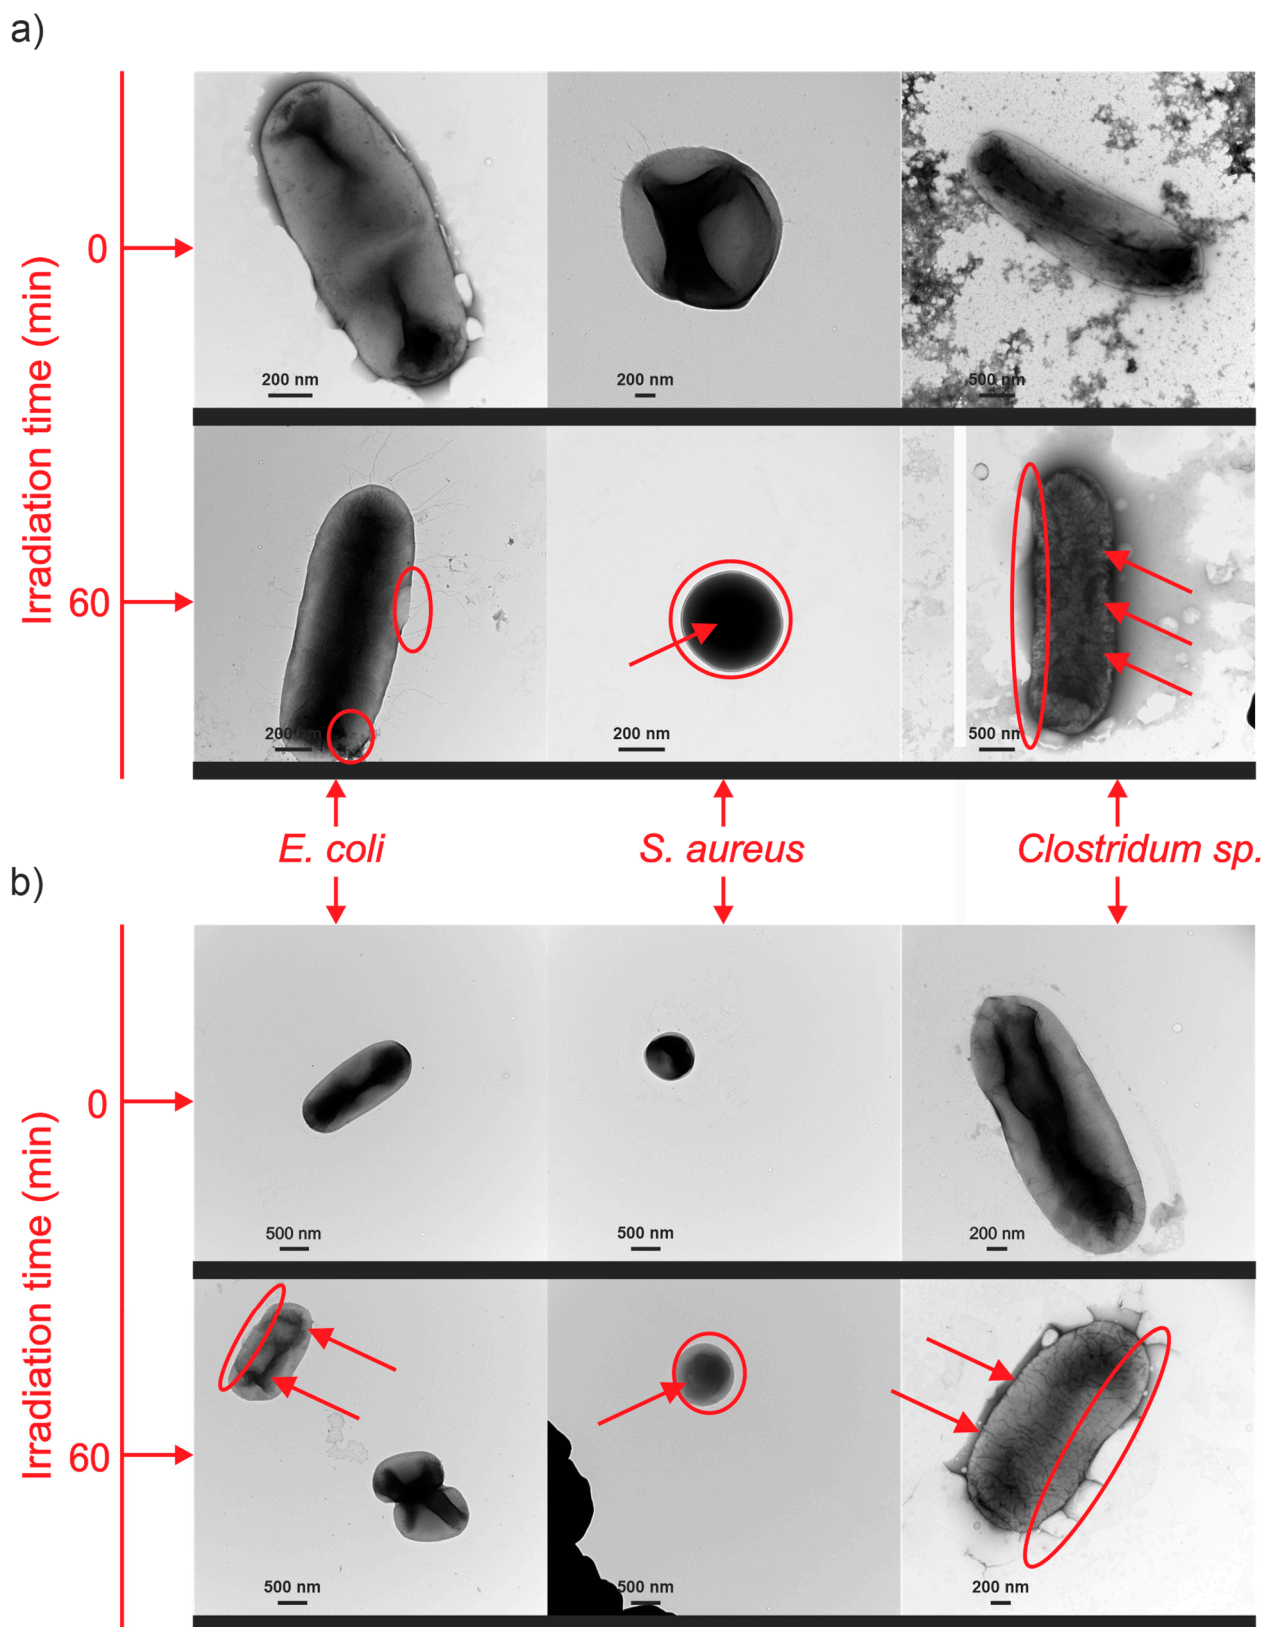 a)
Irradiation time (min)
0
200 nm
200 nm
500 nm
60
200 nm
200 nm
500 nm
E. coli
S. aureus
Clostridum sp.
b)
Irradiation time (min)
0
500 nm
500 nm
200 nm
60
500 nm
500 nm
200 nm